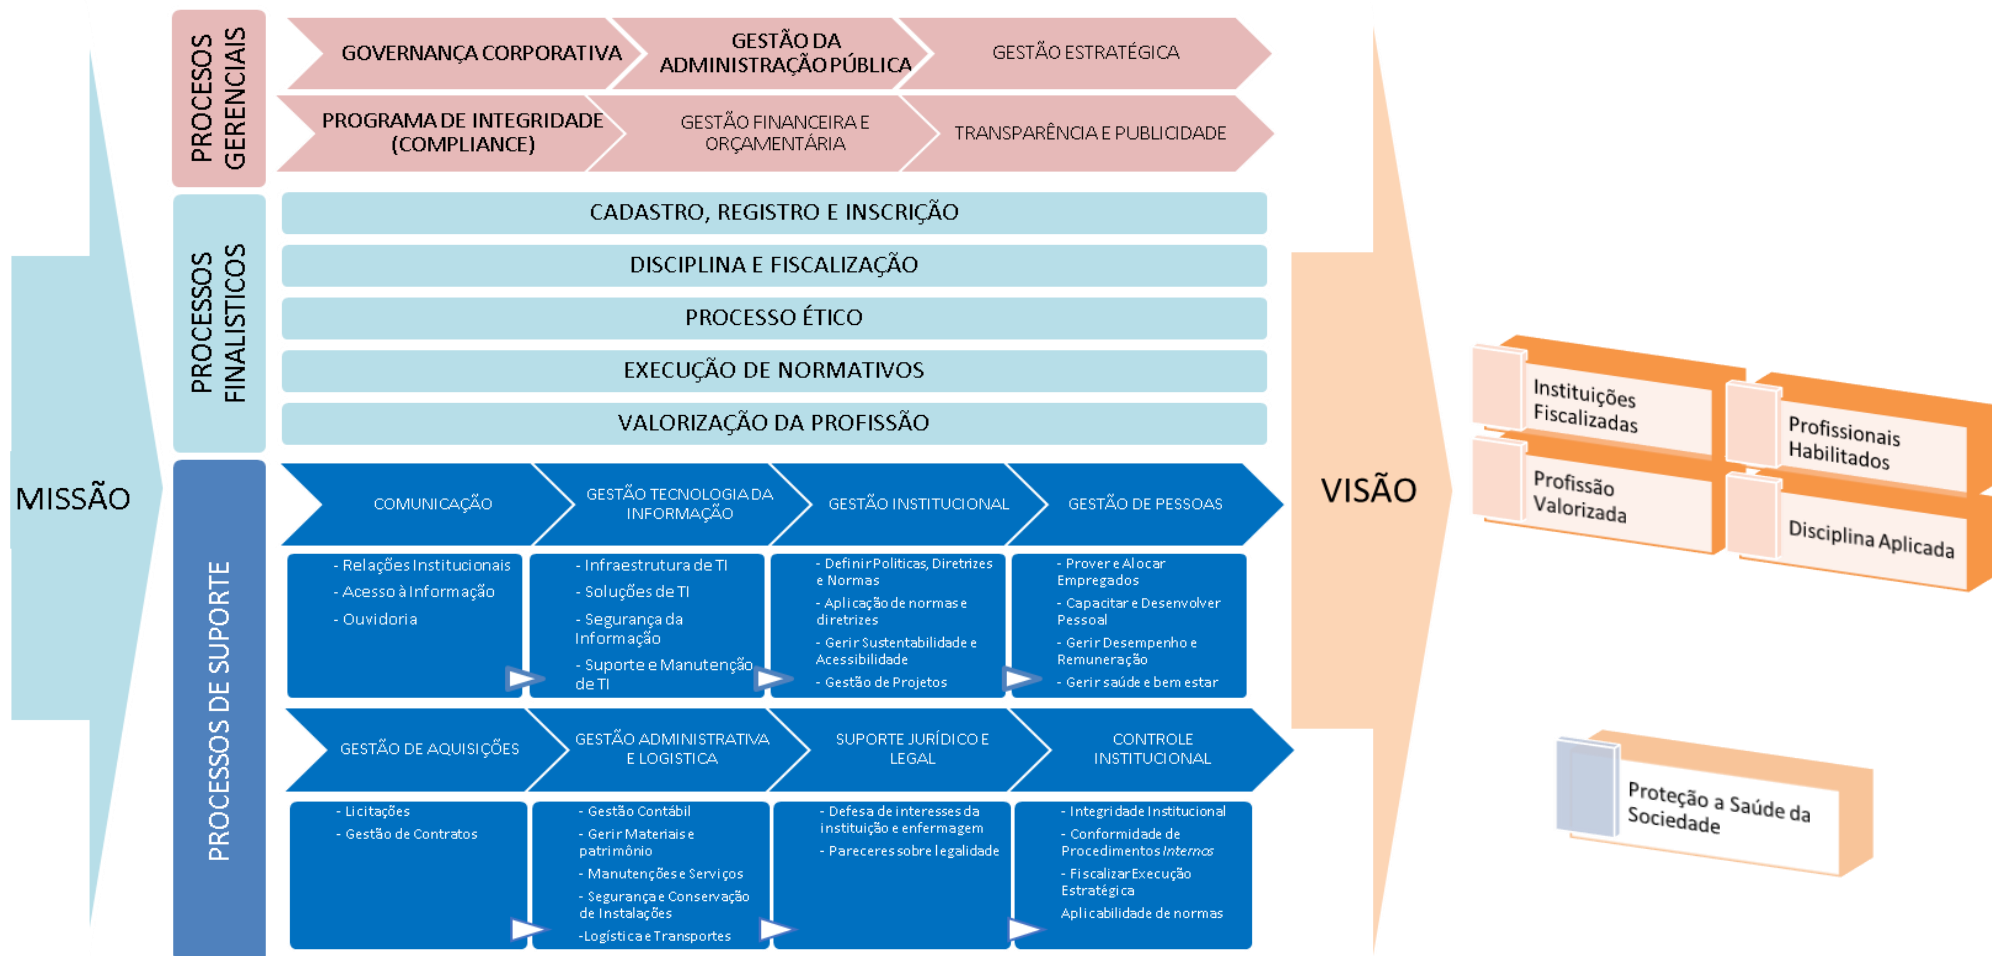 MISSÃO
PROCESOS
GERENCIAIS
GOVERNANÇA CORPORATIVA
GESTÃO DA
ADMINISTRAÇÃO PÚBLICA
GESTÃO ESTRATÉGICA
PROGRAMA DE INTEGRIDADE
(COMPLIANCE)
GESTÃO FINANCEIRA E
ORÇAMENTÁRIA
TRANSPARÊNCIA E PUBLICIDADE
PROCESSOS
FINALISTICOS
CADASTRO, REGISTRO E INSCRIÇÃO
DISCIPLINA E FISCALIZAÇÃO
PROCESSO ÉTICO
EXECUÇÃO DE NORMATIVOS
VALORIZAÇÃO DA PROFISSÃO
PROCESSOS DE SUPORTE
COMUNICAÇÃO
GESTÃO TECNOLOGIA DA
INFORMAÇÃO
GESTÃO INSTITUCIONAL
GESTÃO DE PESSOAS
- Relações Institucionais
- Acesso à Informação
- Ouvidoria
- Infraestrutura de TI
- Soluções de TI
- Segurança da
Informação
- Suporte e Manutenção
de TI
- Definir Politicas, Diretrizes
e Normas
- Aplicação de normas e
diretrizes
- Gerir Sustentabilidade e
Acessibilidade
- Gestão de Projetos
- Prover e Alocar
Empregados
- Capacitar e Desenvolver
Pessoal
- Gerir Desempenho e
Remuneração
- Gerir saúde e bem estar
GESTÃO DE AQUISIÇÕES
GESTÃO ADMINISTRATIVA
E LOGISTICA
SUPORTE JURÍDICO E
LEGAL
CONTROLE
INSTITUCIONAL
- Licitações
- Gestão de Contratos
- Gestão Contábil
- Gerir Materiais e
patrimônio
- Manutenções e Serviços
- Segurança e Conservação
de Instalações
-Logística e Transportes
- Defesa de interesses da
instituição e enfermagem
- Pareceres sobre legalidade
- Integridade Institucional
- Conformidade de
Procedimentos Internos
- Fiscalizar Execução
Estratégica
Aplicabilidade de normas
VISÃO
Instituições
Fiscalizadas
Profissionais
Habilitados
Profissão
Valorizada
Disciplina Aplicada
Proteção a Saúde da
Sociedade